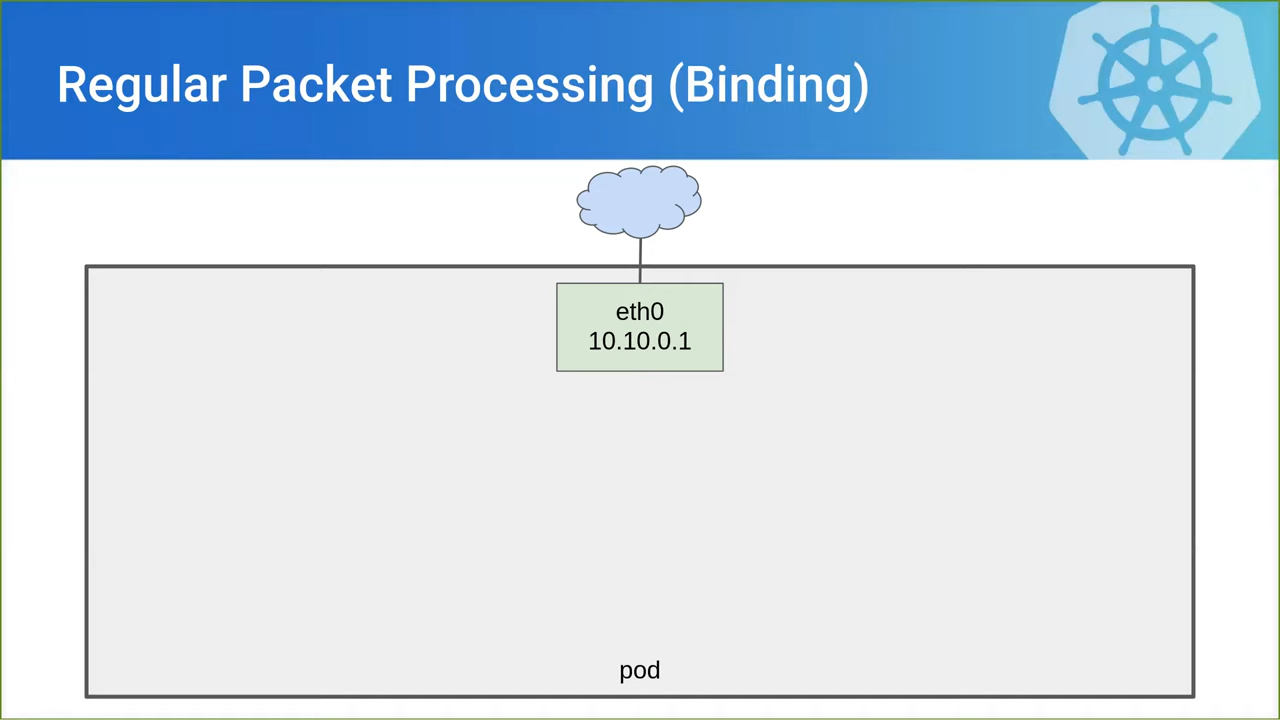 Regular Packet Processing (Binding)
eth0
10.10.0.1
pod